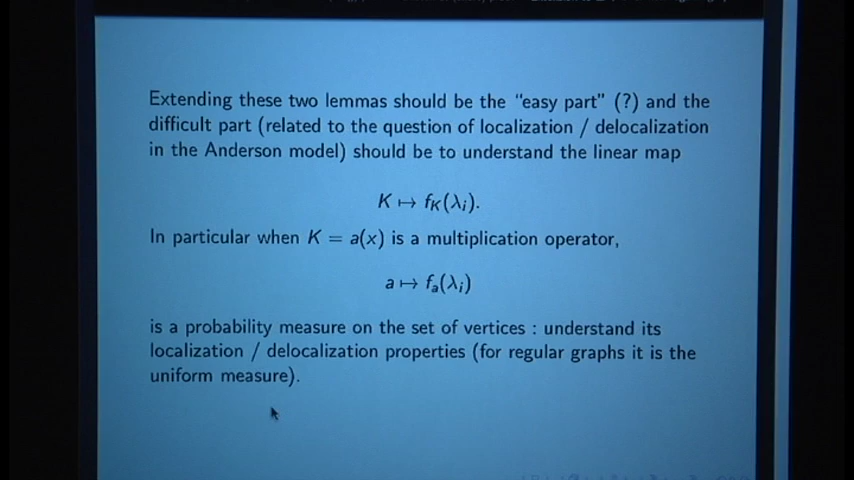 Extending these two lemmas should be the “easy part” (?) and the
difficult part (related to the question of localization / delocalization
in the Anderson model) should be to understand the linear map
K ↦ f_K(λ_i).
In particular when K = a(x) is a multiplication operator,
a ↦ f_a(λ_i)
is a probability measure on the set of vertices : understand its
localization / delocalization properties (for regular graphs it is the
uniform measure).